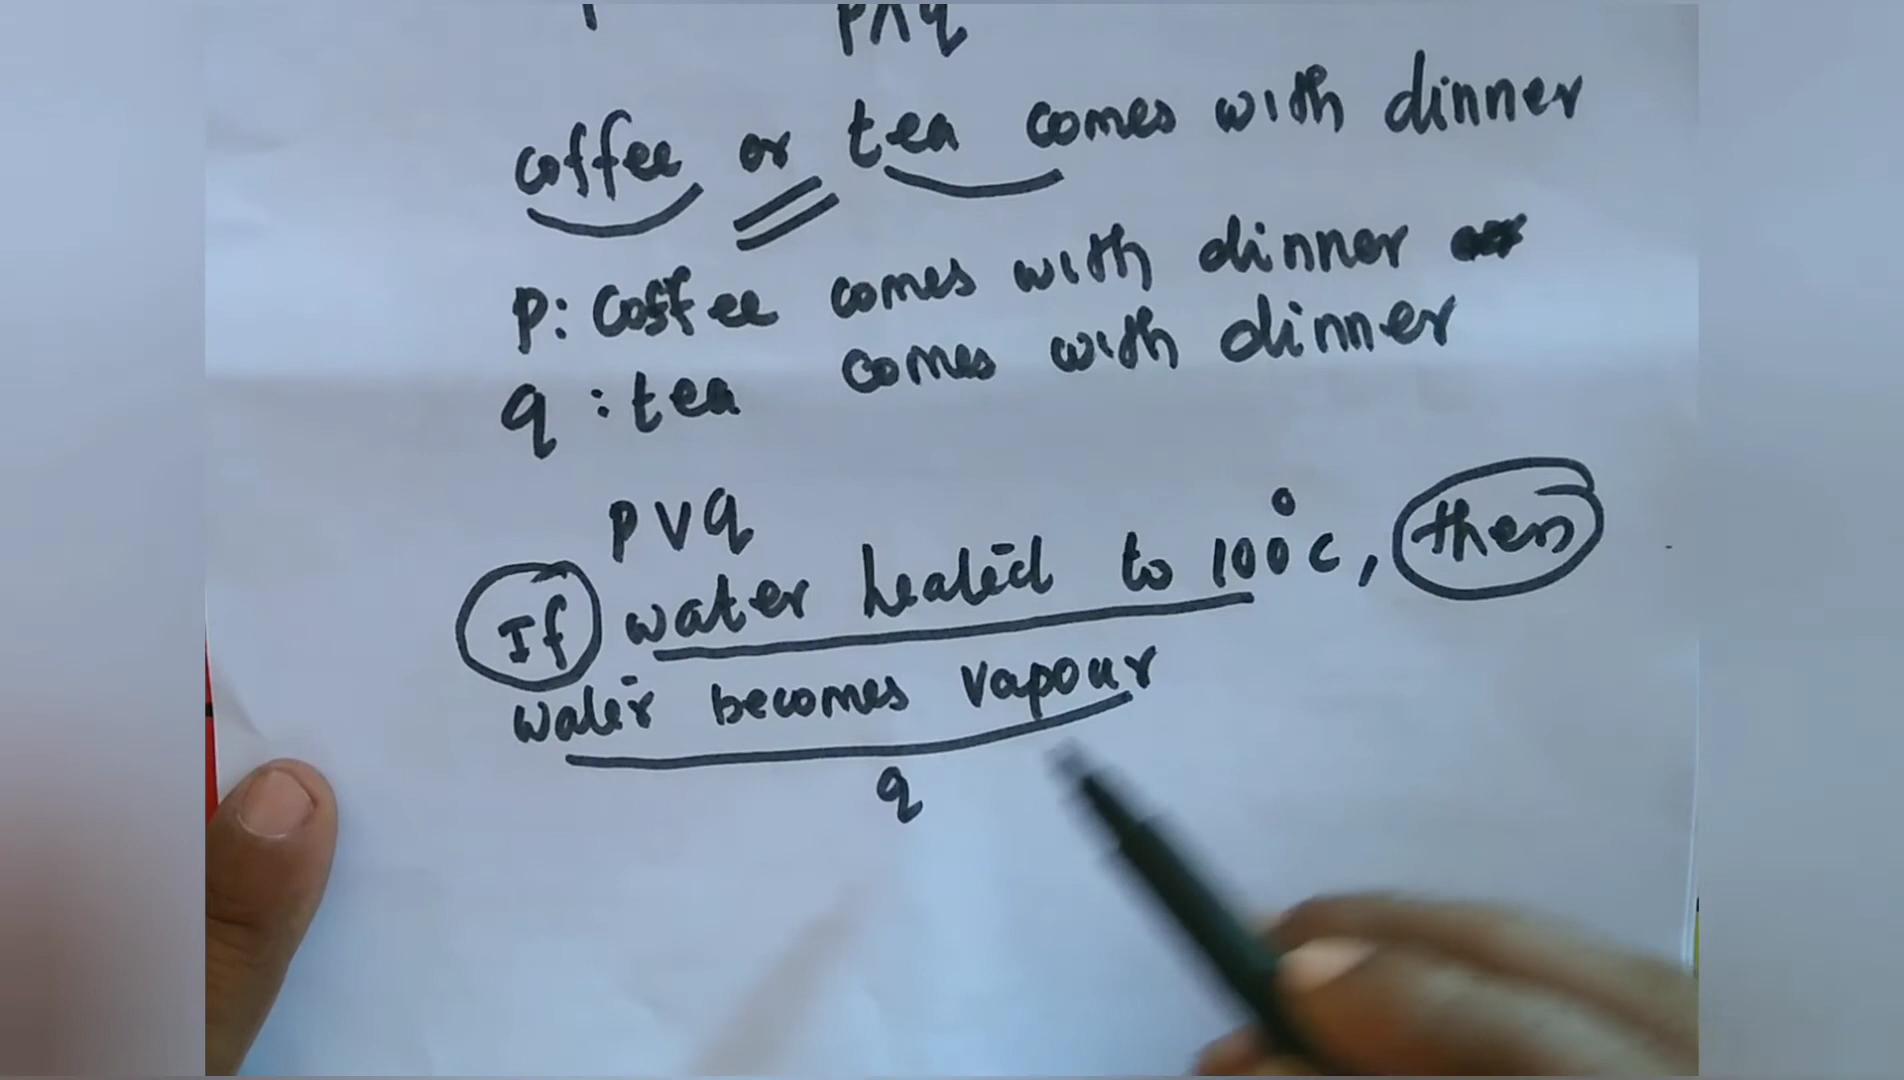 p∧q
coffee or tea comes with dinner
p: coffee comes with dinner
q : tea comes with dinner
p∨q
If water heated to 100°c, then
water becomes vapour
q